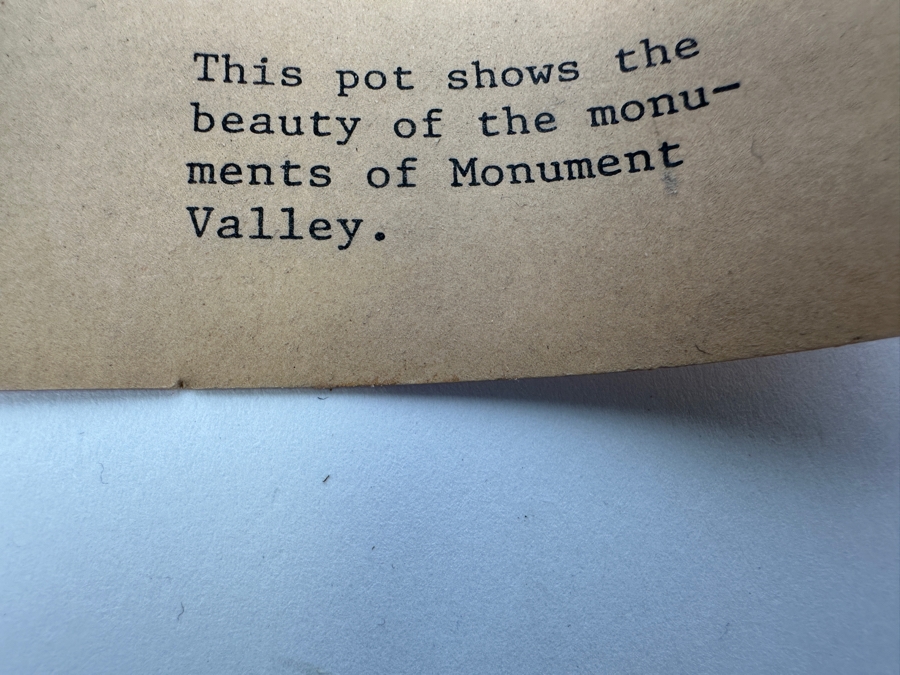 This pot shows the
beauty of the monu-
ments of Monument
Valley.